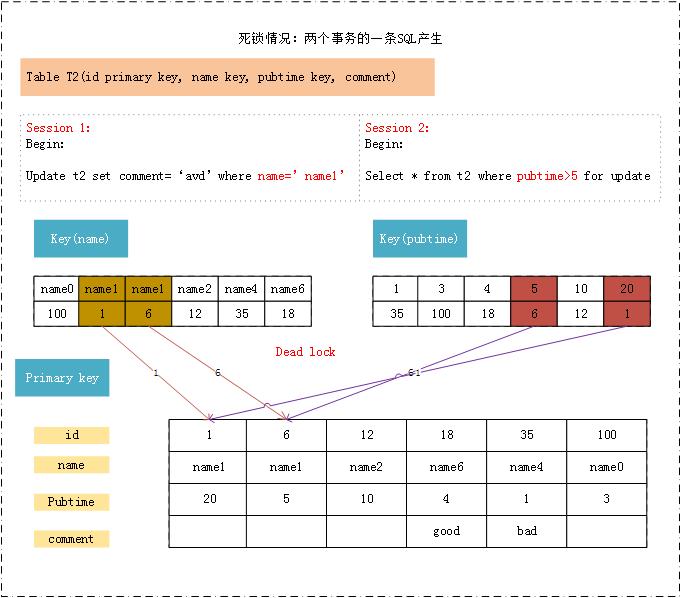 死锁情况：两个事务的一条SQL产生
Table T2(id primary key, name key, pubtime key, comment)
Session 1:
Begin:
Update t2 set comment=‘avd’where name=’name1’
Session 2:
Begin:
Select * from t2 where pubtime>5 for update
Key(name)
Key(pubtime)
name0 name1 name1 name2 name4 name6
100 1 6 12 35 18
1 3 4 5 10 20
35 100 18 6 12 1
Dead lock
1 6 6 1
Primary key
id 1 6 12 18 35 100
name name1 name1 name2 name6 name4 name0
Pubtime 20 5 10 4 1 3
comment good bad